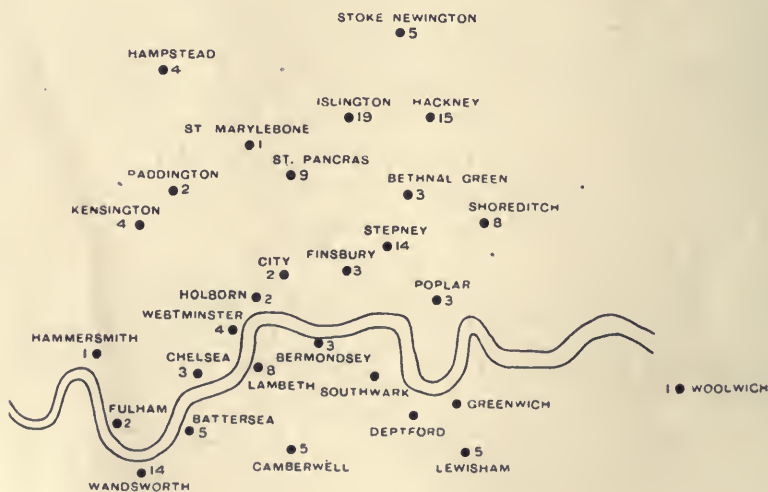 STOKE NEWINGTON
5
HAMPSTEAD
4
ISLINGTON
19
HACKNEY
15
ST MARYLEBONE
1
ST. PANCRAS
9
PADDINGTON
2
BETHNAL GREEN
3
KENSINGTON
4
SHOREDITCH
8
STEPNEY
14
CITY
2
FINSBURY
3
HOLBORN
2
POPLAR
3
WESTMINSTER
4
HAMMERSMITH
1
3
BERMONDSEY
CHELSEA
3
8
LAMBETH
SOUTHWARK
1 WOOLWICH
GREENWICH
FULHAM
2
BATTERSEA
5
DEPTFORD
5
CAMBERWELL
5
LEWISHAM
14
WANDSWORTH